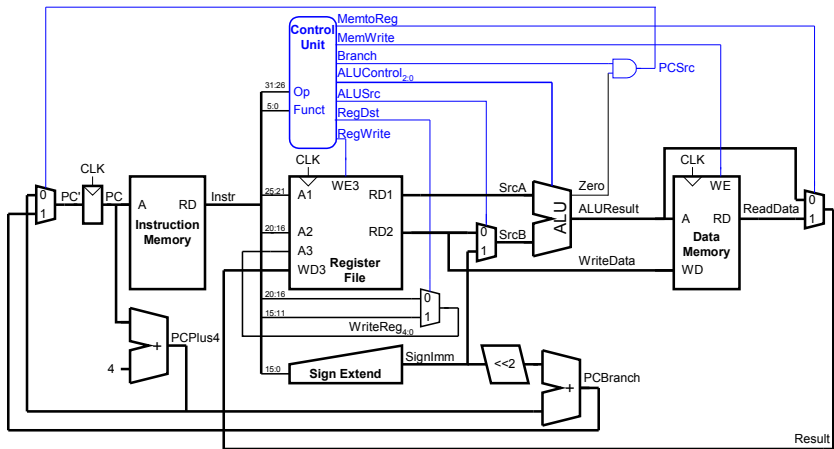 MemtoReg
Control
Unit
MemWrite
Branch
PCSrc
ALUControl2:0
31:26
Op
ALUSrc
5:0
Funct
RegDst
RegWrite
CLK
CLK
CLK
0
1
PC'
PC
A
RD
Instr
Instruction
Memory
25:21
A1
WE3
RD1
SrcA
Zero
WE
0
1
20:16
A2
RD2
0
1
SrcB
ALU
ALUResult
A
RD
ReadData
A3
Data
Memory
WD3
Register
File
WriteData
WD
20:16
0
15:11
1
WriteReg4:0
PCPlus4
+
4
SignImm
15:0
Sign Extend
<<2
+
PCBranch
Result